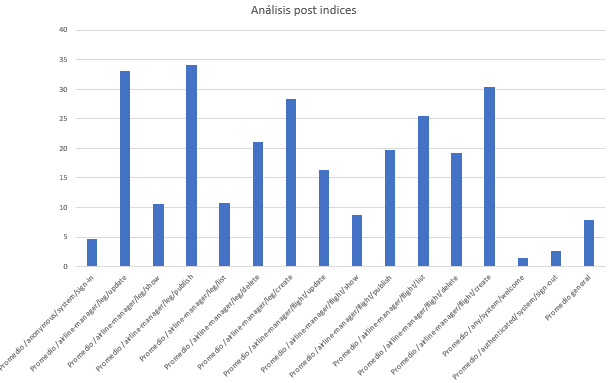 Análisis post indices
40
35
30
25
20
15
10
5
0
Promedio /anonymous/system/sign-in
Promedio /airline-manager/leg/update
Promedio /airline-manager/leg/show
Promedio /airline-manager/leg/publish
Promedio /airline-manager/leg/list
Promedio /airline-manager/leg/delete
Promedio /airline-manager/leg/create
Promedio /airline-manager/flight/update
Promedio /airline-manager/flight/show
Promedio /airline-manager/flight/publish
Promedio /airline-manager/flight/list
Promedio /airline-manager/flight/delete
Promedio /airline-manager/flight/create
Promedio /any/system/welcome
Promedio /authenticated/system/sign-out
Promedio general